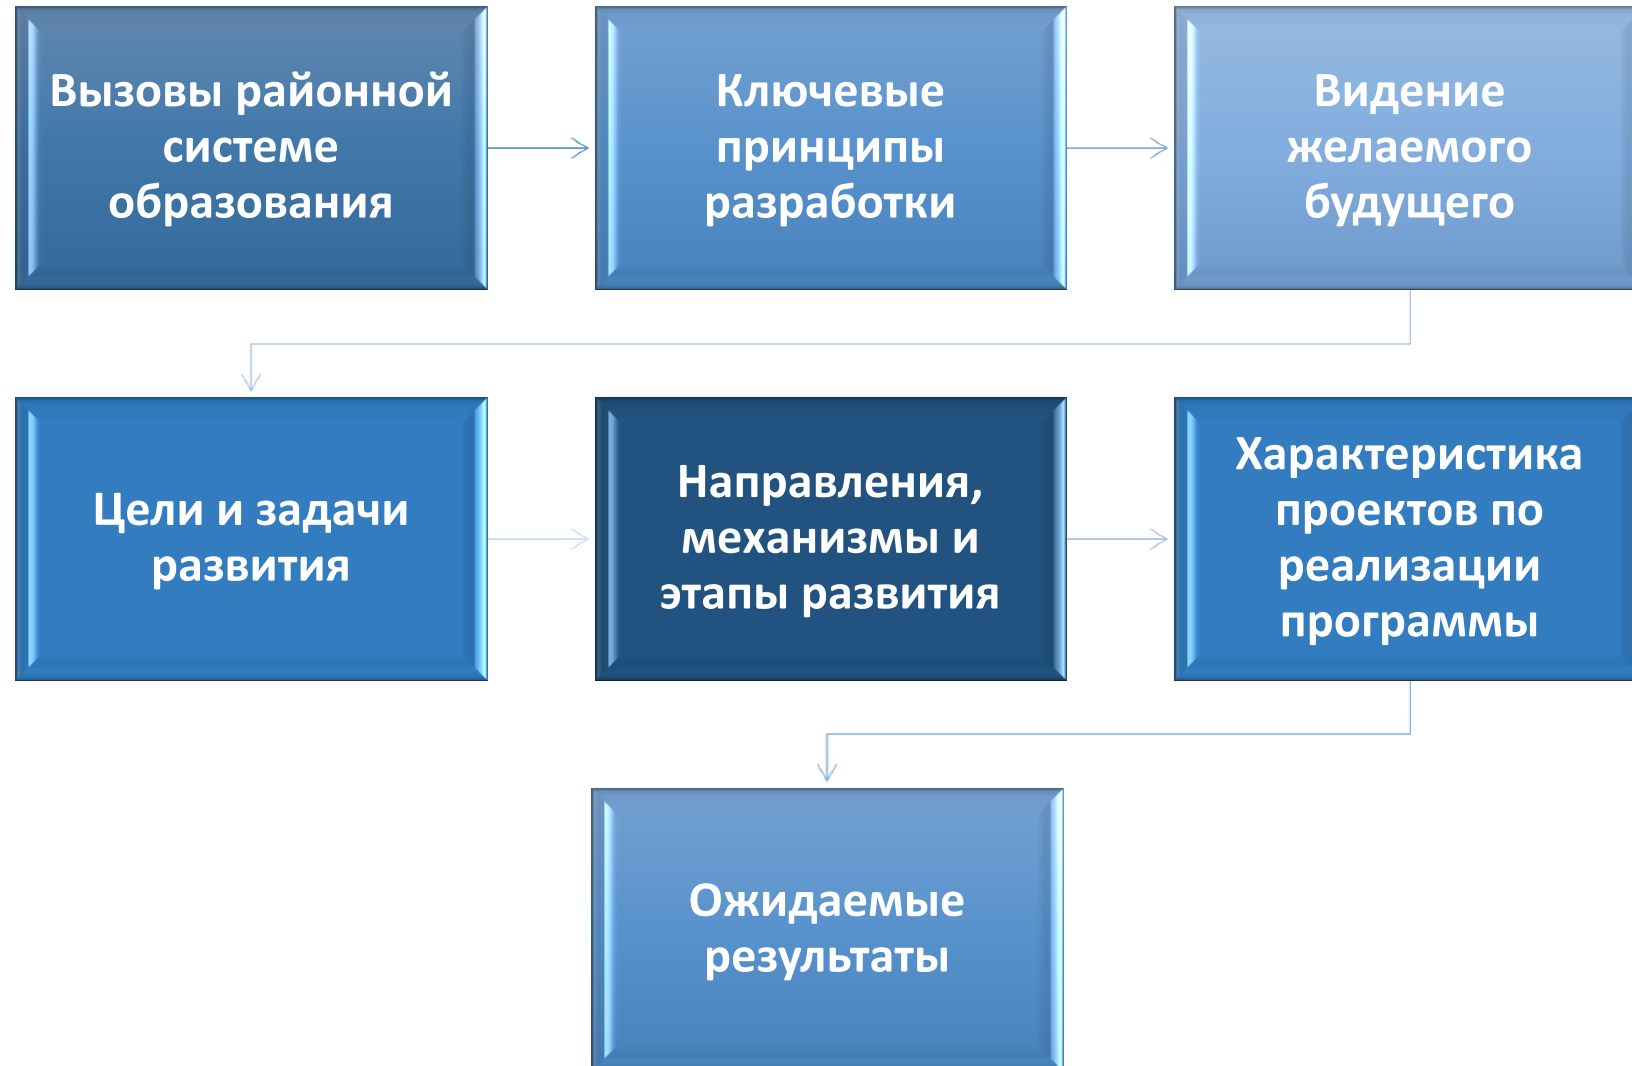 Вызовы районной
системе
образования
Ключевые
принципы
разработки
Видение
желаемого
будущего
Цели и задачи
развития
Направления,
механизмы и
этапы развития
Характеристика
проектов по
реализации
программы
Ожидаемые
результаты